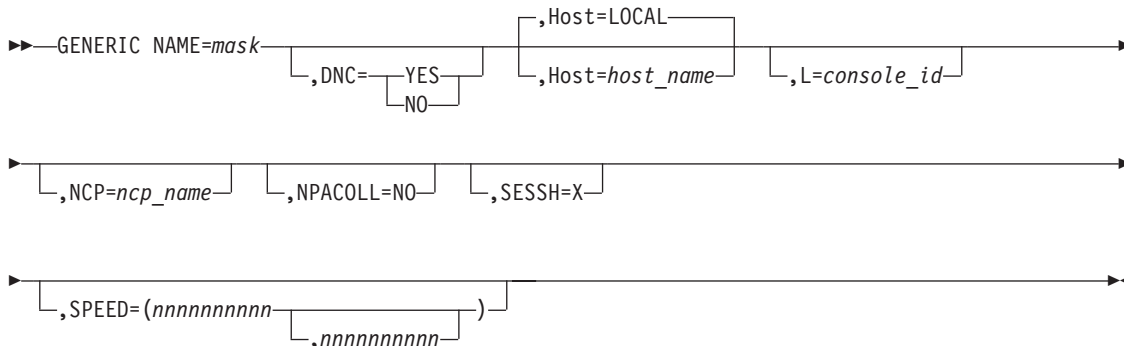 ,Host=LOCAL
GENERIC NAME=mask
,DNC= YES ,Host=host_name ,L=console_id
NO
,NCP=ncp_name ,NPACOLL=NO ,SESSH=X
,SPEED=(nnnnnnnnnn )
,nnnnnnnnnn